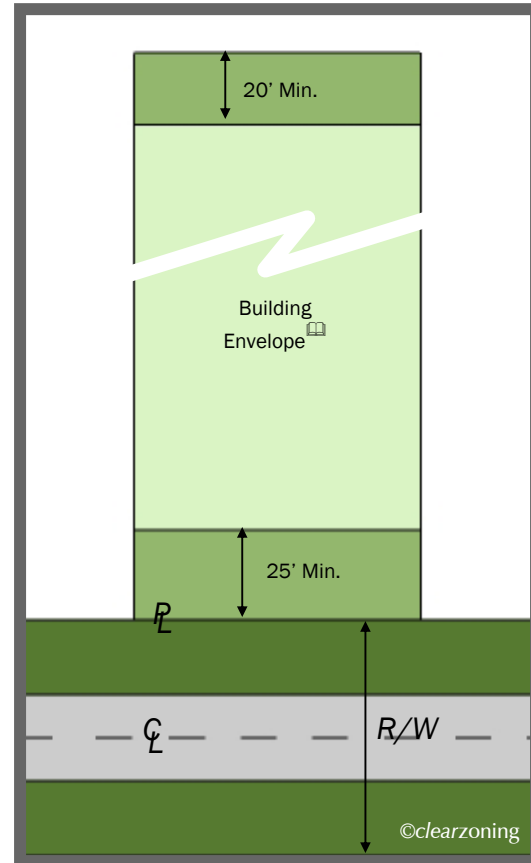 20' Min.
Building
Envelope
25' Min.
PL
CL
R/W
©clearzoning